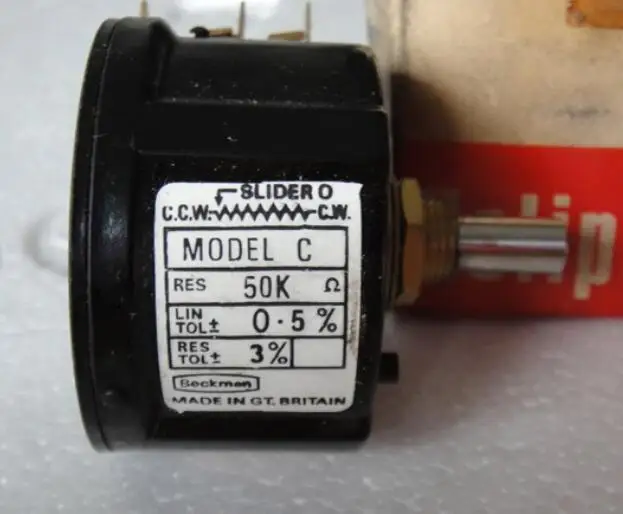 SLIDER O
C.C.W. C.W.
MODEL C
RES 50K Ω
LIN TOL± 0·5%
RES TOL± 3%
Beckman
MADE IN GT. BRITAIN